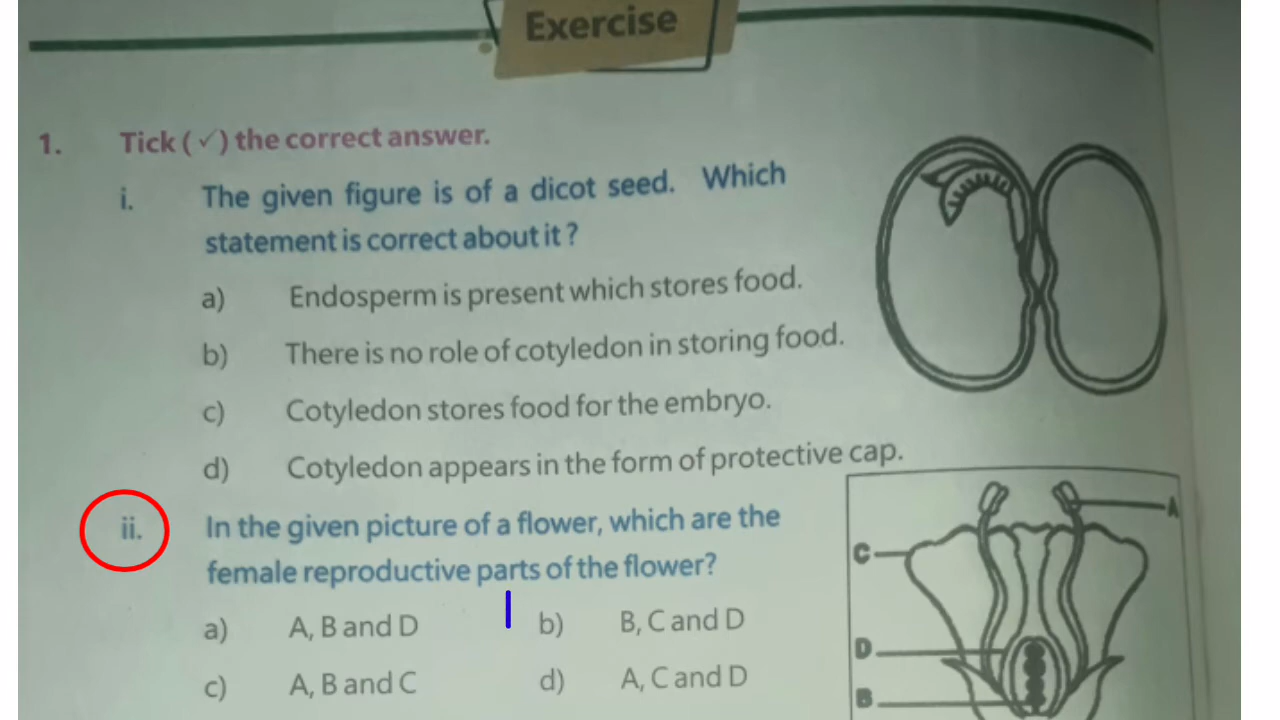 Exercise
1. Tick (✓) the correct answer.
i. The given figure is of a dicot seed. Which
statement is correct about it?
a) Endosperm is present which stores food.
b) There is no role of cotyledon in storing food.
c) Cotyledon stores food for the embryo.
d) Cotyledon appears in the form of protective cap.
ii. In the given picture of a flower, which are the
female reproductive parts of the flower?
a) A, B and D b) B, C and D
c) A, B and C d) A, C and D
A
C
D
B